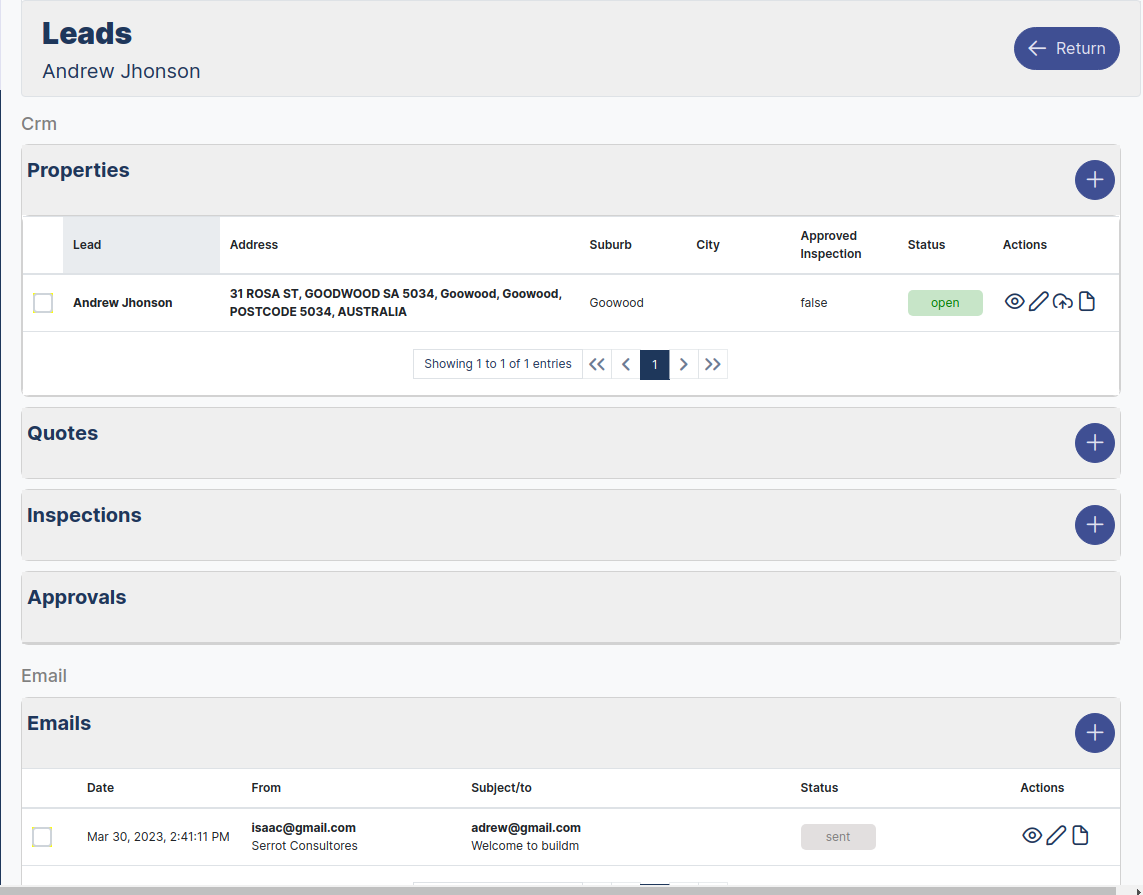 Leads
Andrew Jhonson
Return
Crm
Properties
Lead Address Suburb City Approved Inspection Status Actions
Andrew Jhonson 31 ROSA ST, GOODWOOD SA 5034, Goowood, Goowood, POSTCODE 5034, AUSTRALIA Goowood false open
Showing 1 to 1 of 1 entries 1
Quotes
Inspections
Approvals
Email
Emails
Date From Subject/to Status Actions
Mar 30, 2023, 2:41:11 PM isaac@gmail.com adrew@gmail.com sent
Serrot Consultores Welcome to buildm